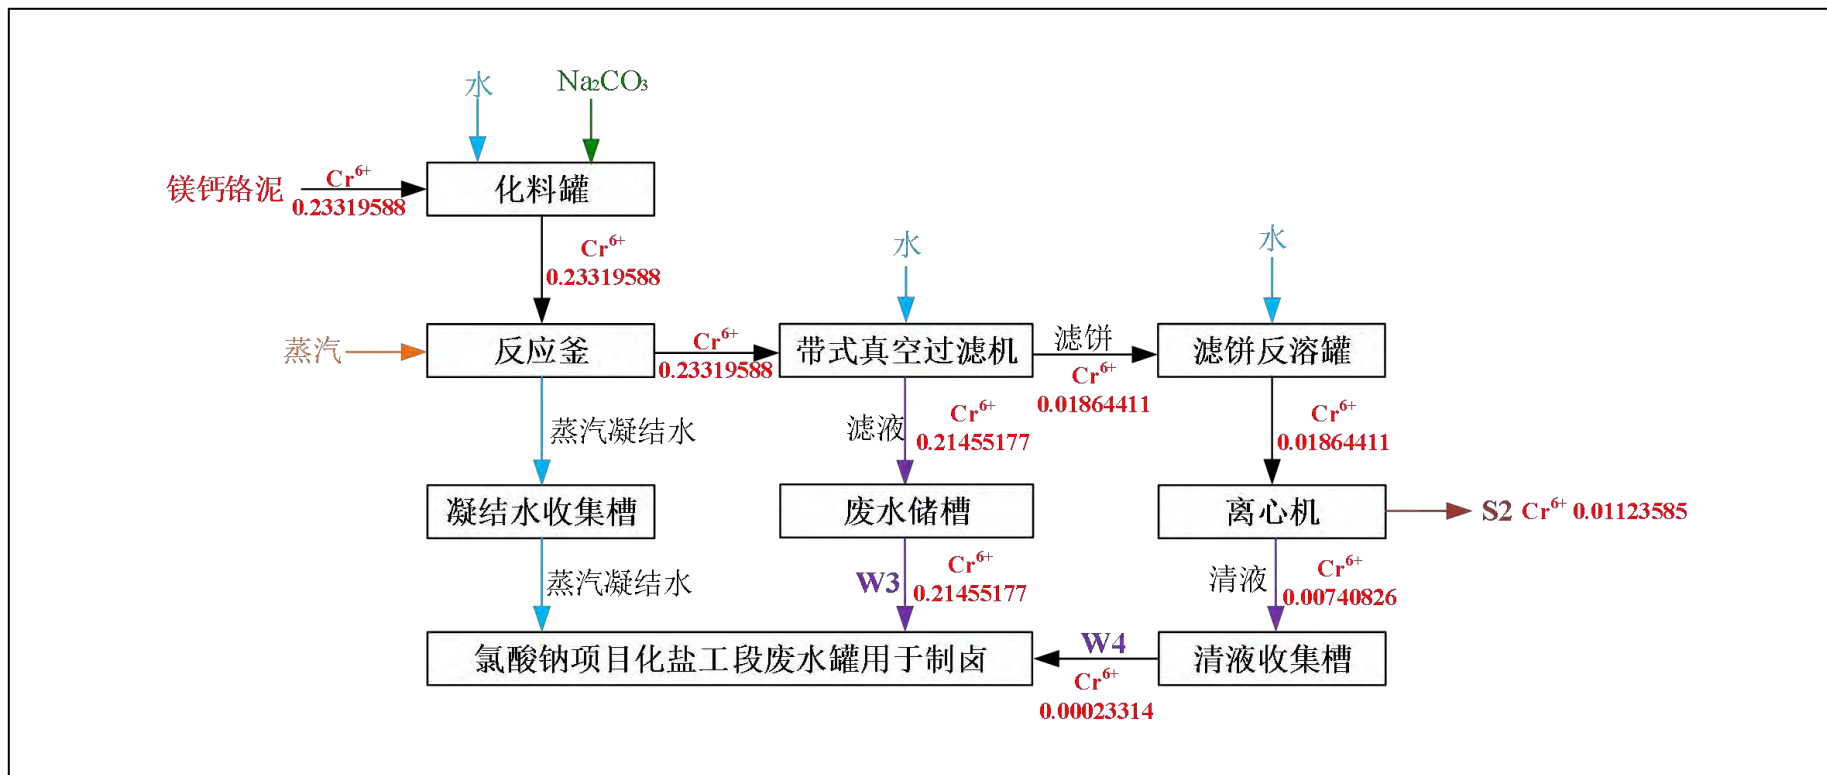 水
Na₂CO₃
镁钙铬泥
Cr⁶⁺
0.23319588
化料罐
Cr⁶⁺
0.23319588
水
水
蒸汽
反应釜
Cr⁶⁺
0.23319588
带式真空过滤机
滤饼
Cr⁶⁺
0.01864411
滤饼反溶罐
蒸汽凝结水
滤液
Cr⁶⁺
0.21455177
Cr⁶⁺
0.01864411
凝结水收集槽
废水储槽
离心机
S2 Cr⁶⁺ 0.01123585
蒸汽凝结水
W3
Cr⁶⁺
0.21455177
清液
Cr⁶⁺
0.00740826
氯酸钠项目化盐工段废水罐用于制卤
W4
Cr⁶⁺
0.00023314
清液收集槽